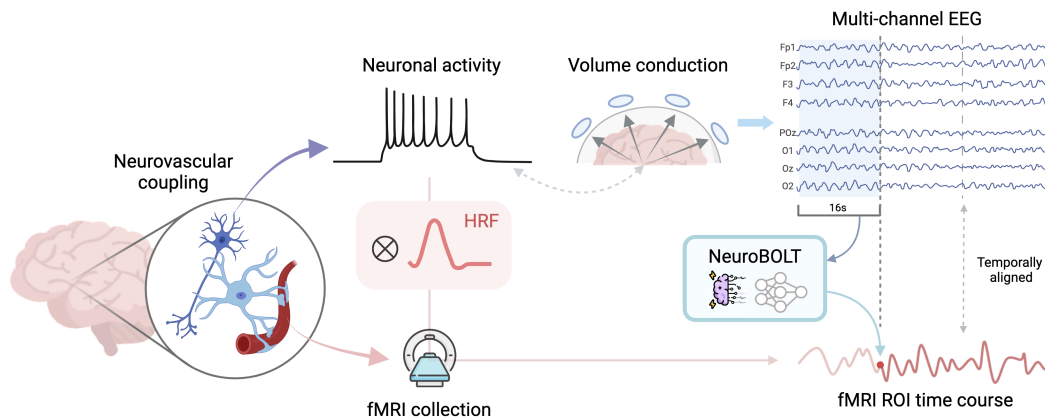 Multi-channel EEG
Neuronal activity
Volume conduction
Fp1
Fp2
F3
F4
POz
O1
Oz
O2
16s
Neurovascular
coupling
HRF
NeuroBOLT
Temporally
aligned
fMRI collection
fMRI ROI time course